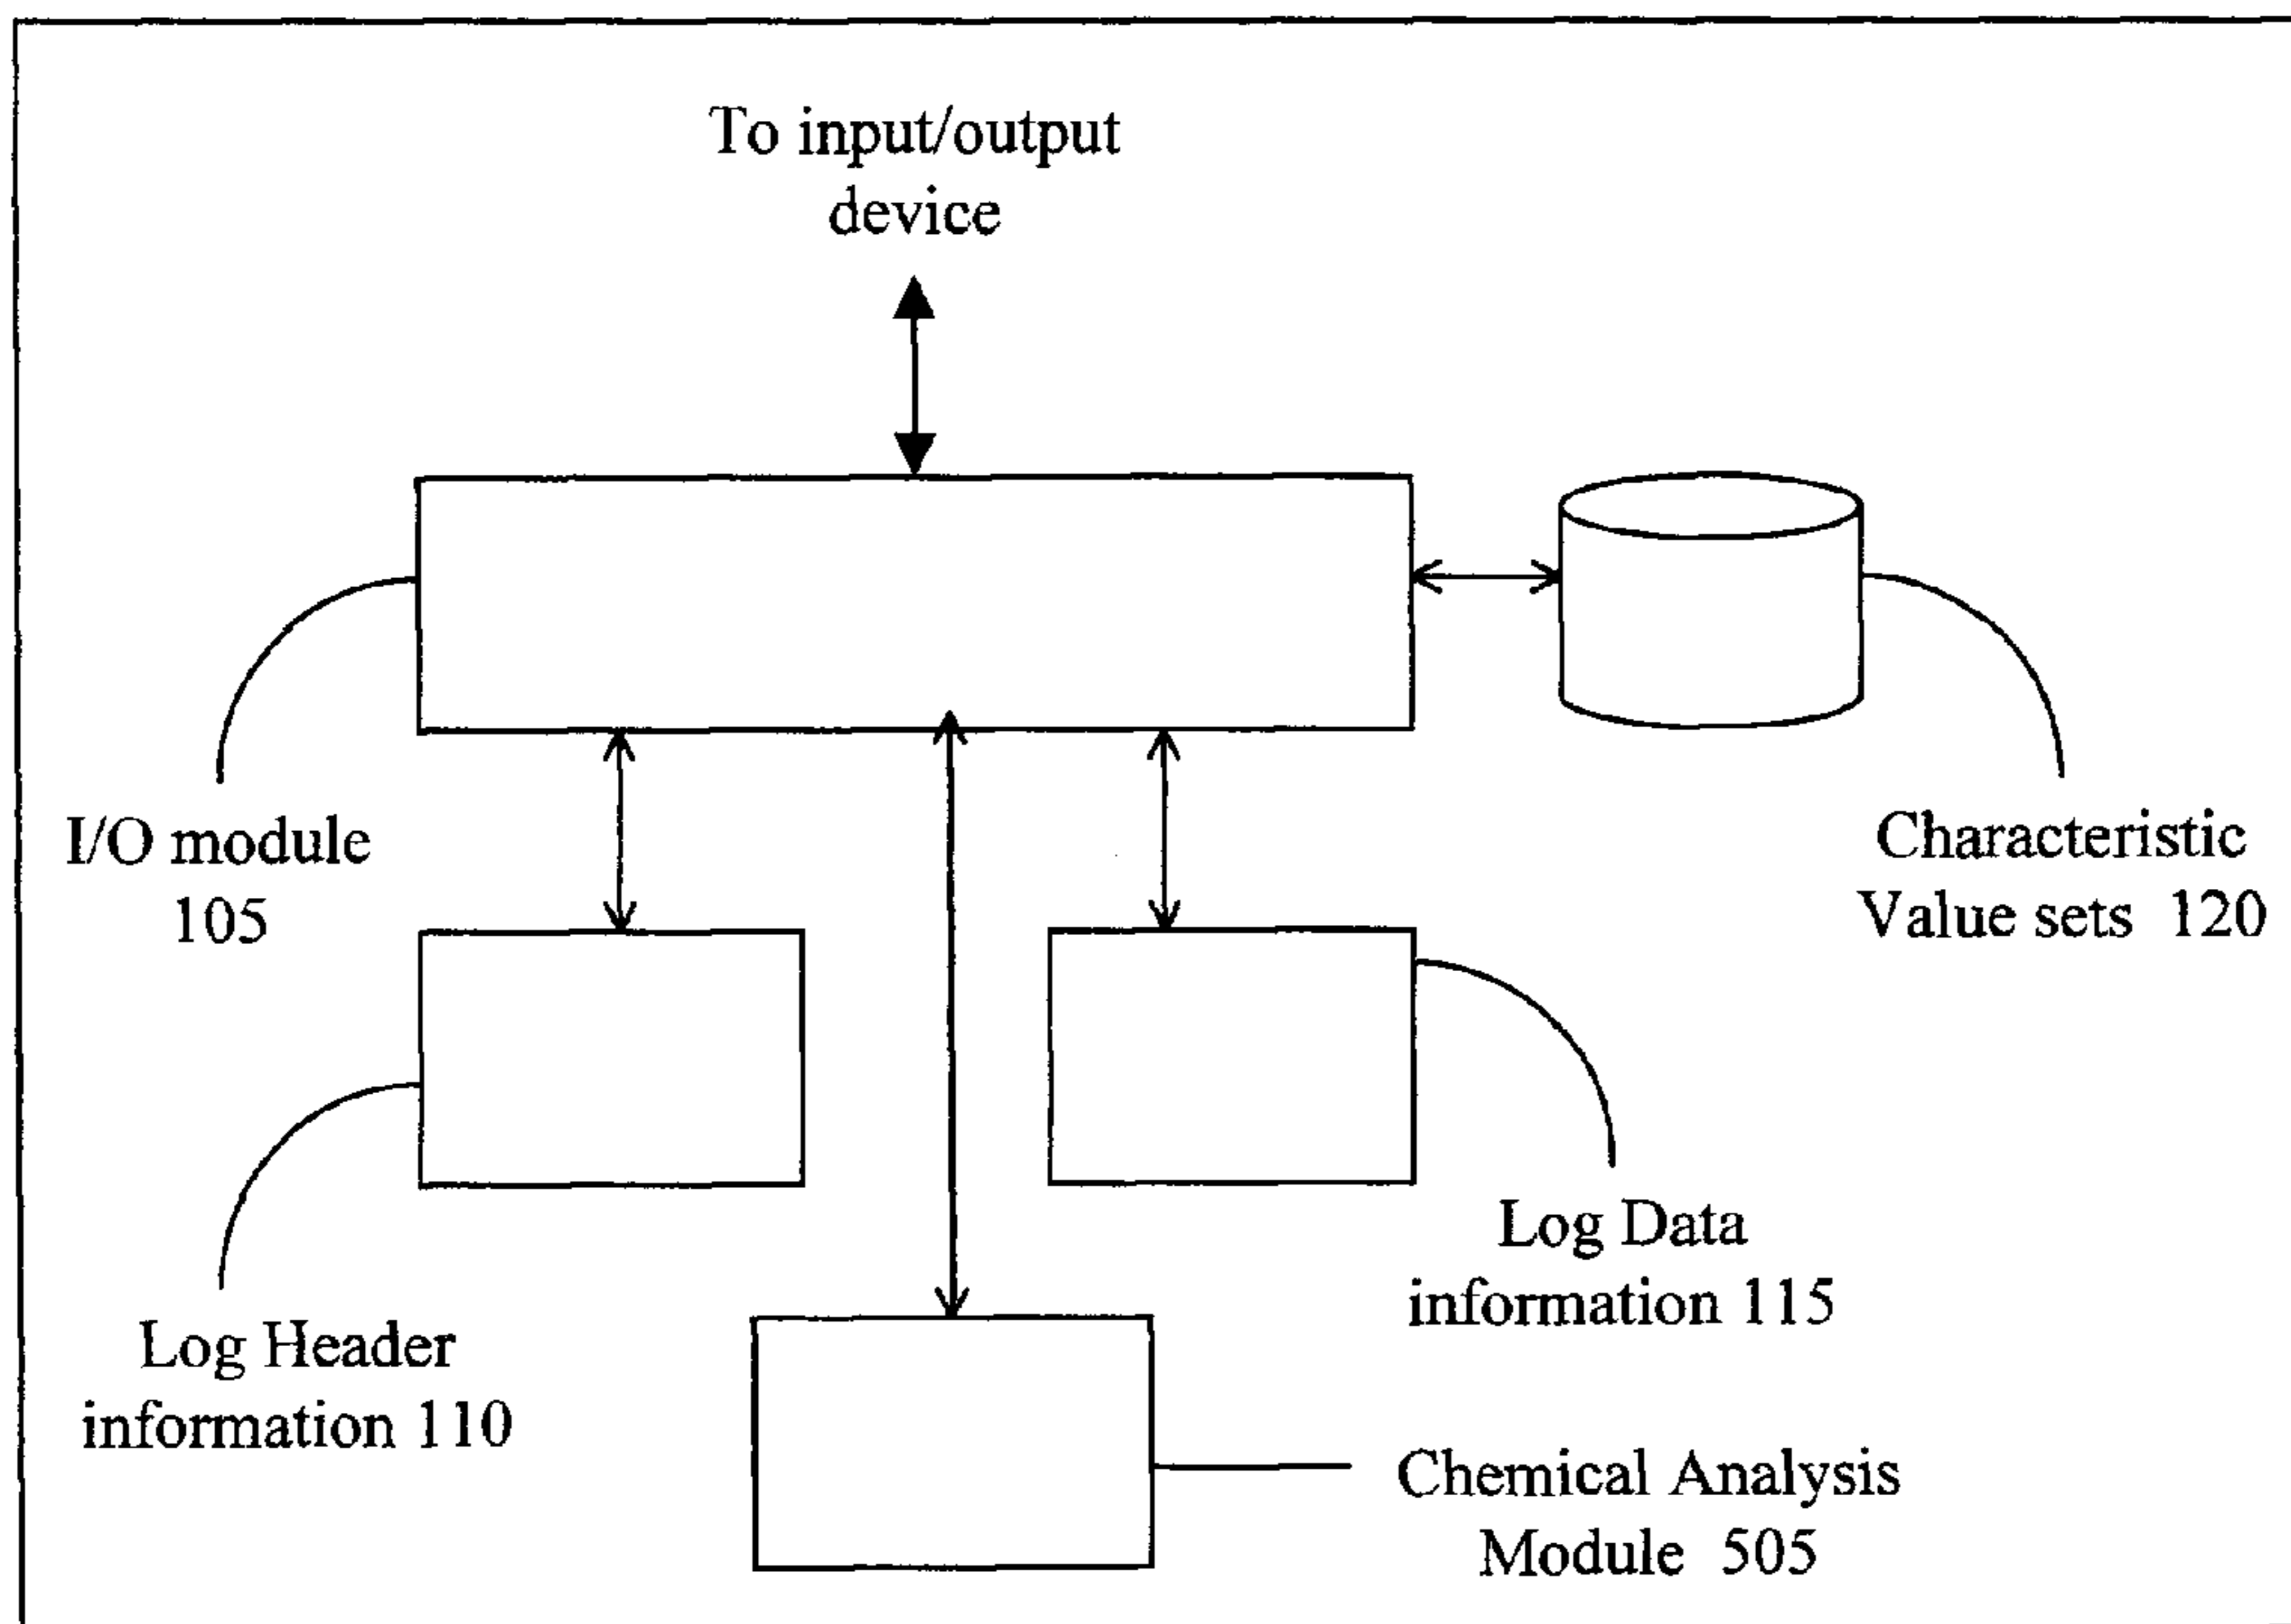 To input/output
device
I/O module
105
Characteristic
Value sets 120
Log Data
information 115
Log Header
information 110
Chemical Analysis
Module 505